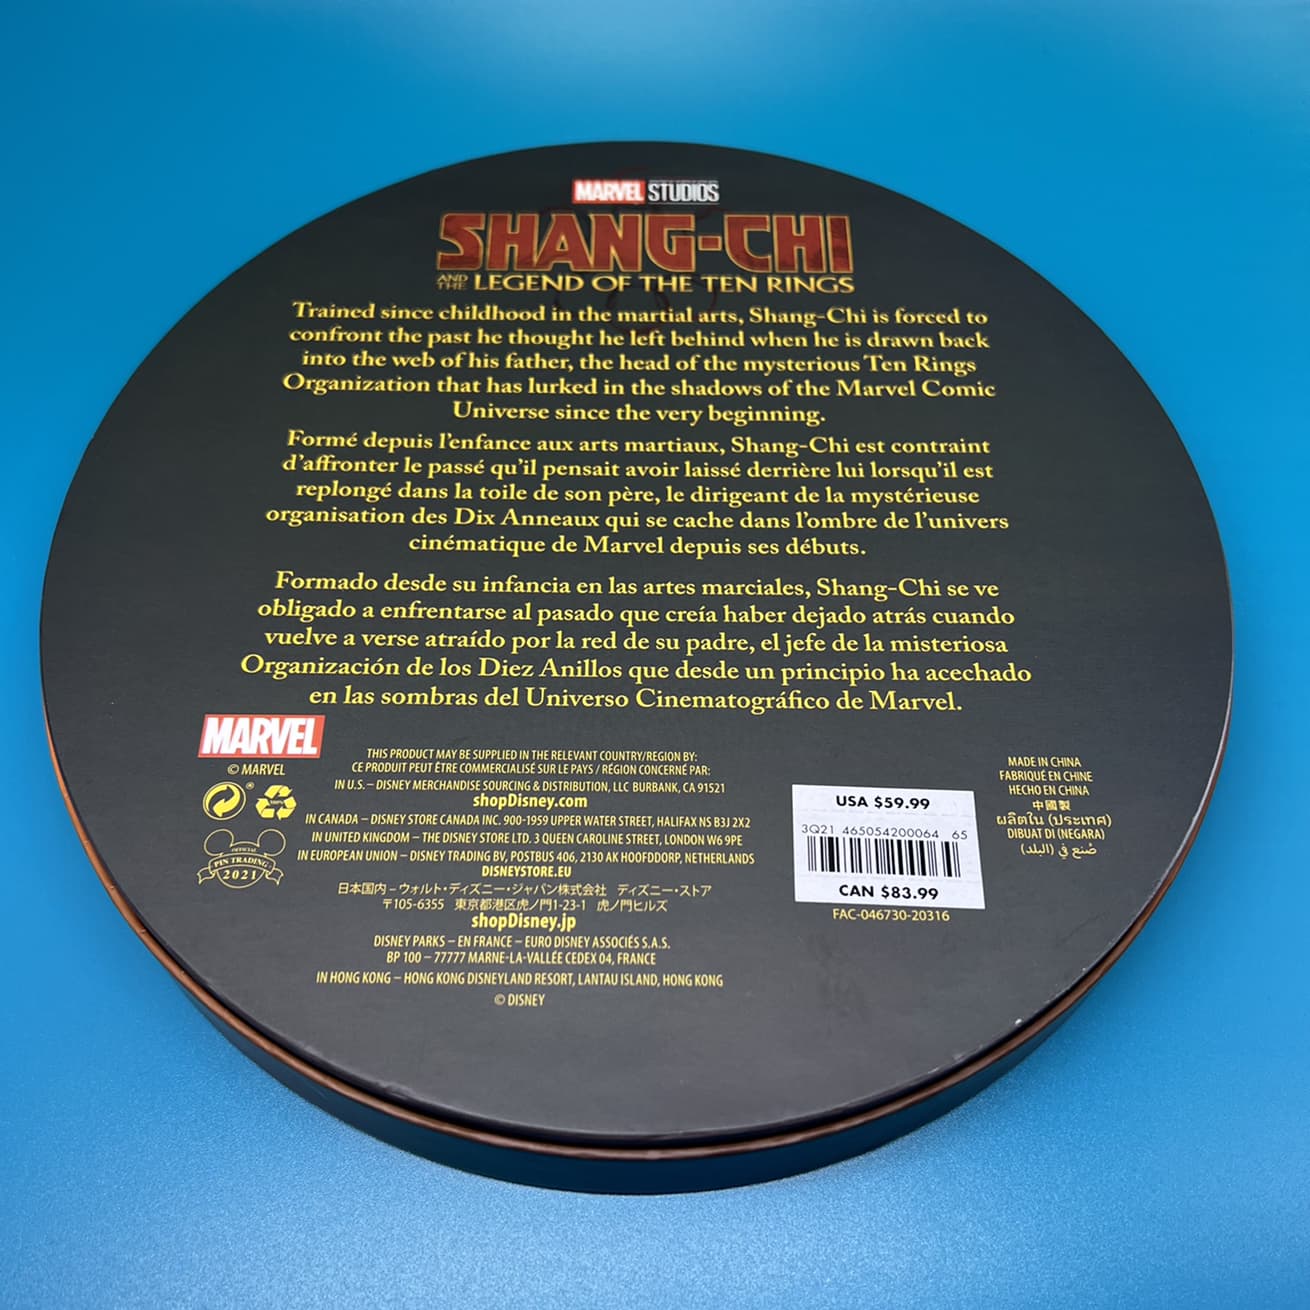 MARVEL STUDIOS
SHANG-CHI
AND THE LEGEND OF THE TEN RINGS
Trained since childhood in the martial arts, Shang-Chi is forced to
confront the past he thought he left behind when he is drawn back
into the web of his father, the head of the mysterious Ten Rings
Organization that has lurked in the shadows of the Marvel Comic
Universe since the very beginning.
Formé depuis l'enfance aux arts martiaux, Shang-Chi est contraint
d'affronter le passé qu'il pensait avoir laissé derrière lui lorsqu'il est
replongé dans la toile de son père, le dirigeant de la mystérieuse
organisation des Dix Anneaux qui se cache dans l'ombre de l'univers
cinématique de Marvel depuis ses débuts.
Formado desde su infancia en las artes marciales, Shang-Chi se ve
obligado a enfrentarse al pasado que creía haber dejado atrás cuando
vuelve a verse atraído por la red de su padre, el jefe de la misteriosa
Organización de los Diez Anillos que desde un principio ha acechado
en las sombras del Universo Cinematográfico de Marvel.
MARVEL
© MARVEL
OFFICIAL
PIN TRADING
2021
THIS PRODUCT MAY BE SUPPLIED IN THE RELEVANT COUNTRY/REGION BY:
CE PRODUIT PEUT ÊTRE COMMERCIALISÉ SUR LE PAYS / RÉGION CONCERNÉ PAR:
IN U.S. – DISNEY MERCHANDISE SOURCING & DISTRIBUTION, LLC BURBANK, CA 91521
shopDisney.com
IN CANADA – DISNEY STORE CANADA INC. 900-1959 UPPER WATER STREET, HALIFAX NS B3J 2X2
IN UNITED KINGDOM – THE DISNEY STORE LTD. 3 QUEEN CAROLINE STREET, LONDON W6 9PE
IN EUROPEAN UNION – DISNEY TRADING BV, POSTBUS 406, 2130 AK HOOFDDORP, NETHERLANDS
DISNEYSTORE.EU
日本国内 – ウォルト・ディズニー・ジャパン株式会社 ディズニー・ストア
〒105-6355 東京都港区虎ノ門1-23-1 虎ノ門ヒルズ
shopDisney.jp
DISNEY PARKS – EN FRANCE – EURO DISNEY ASSOCIÉS S.A.S.
BP 100 – 77777 MARNE-LA-VALLÉE CEDEX 04, FRANCE
IN HONG KONG – HONG KONG DISNEYLAND RESORT, LANTAU ISLAND, HONG KONG
© DISNEY
USA $59.99
3Q21 465054200064 65
CAN $83.99
FAC-046730-20316
MADE IN CHINA
FABRIQUÉ EN CHINE
HECHO EN CHINA
中國製
ผลิตใน (ประเทศ)
DIBUAT DI (NEGARA)
صُنع في (البلد)